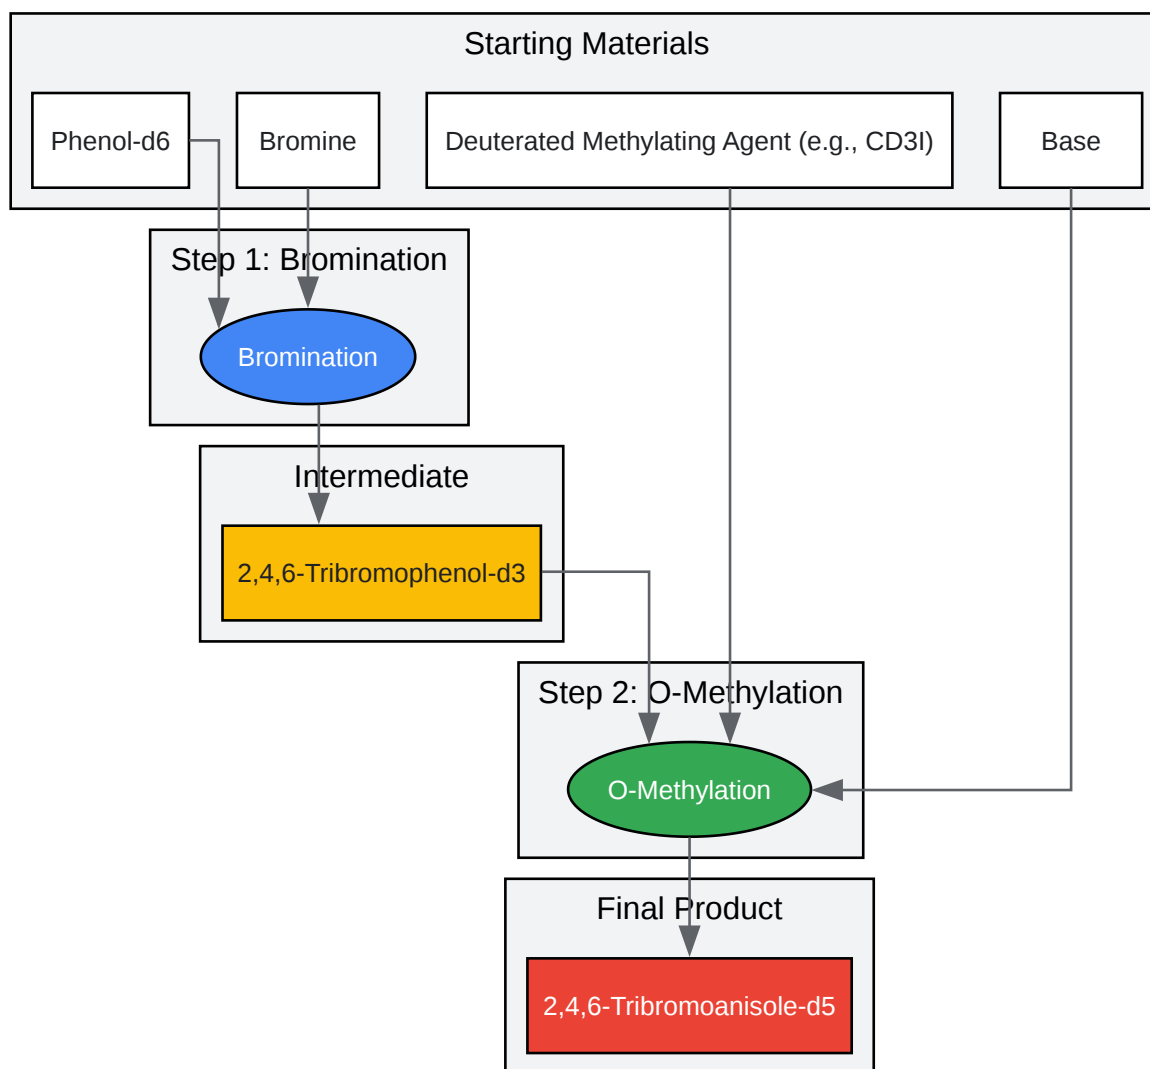 Starting Materials
Phenol-d6
Bromine
Deuterated Methylating Agent (e.g., CD3I)
Base
Step 1: Bromination
Bromination
Intermediate
2,4,6-Tribromophenol-d3
Step 2: O-Methylation
O-Methylation
Final Product
2,4,6-Tribromoanisole-d5